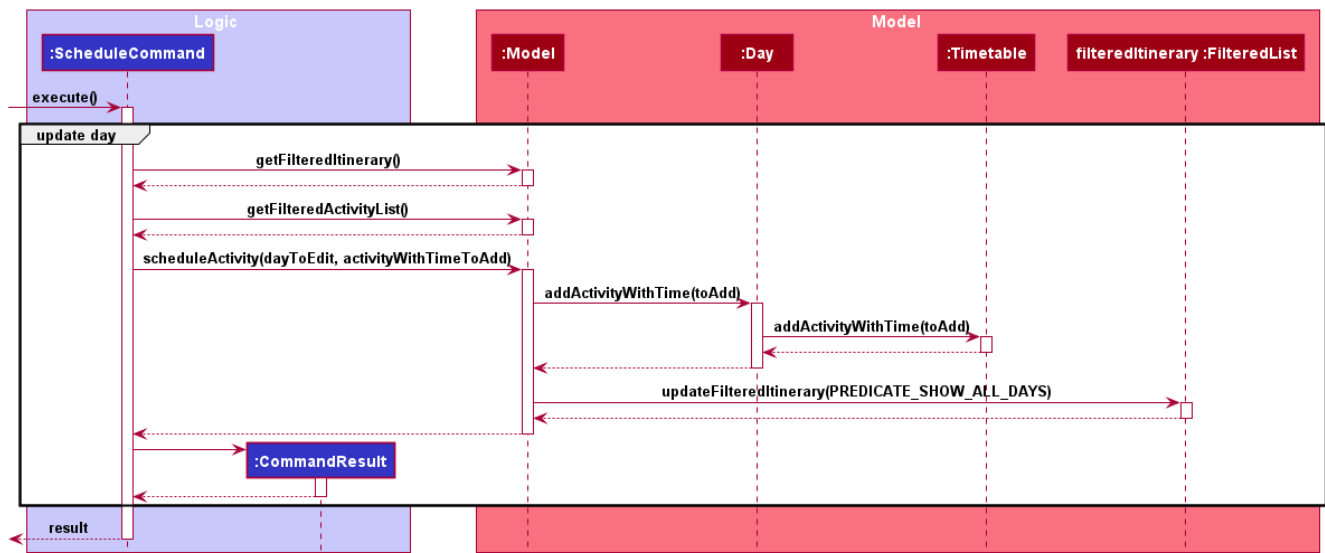 Logic
Model
:ScheduleCommand
:Model
:Day
:Timetable
filteredItinerary :FilteredList
execute()
update day
getFilteredItinerary()
getFilteredActivityList()
scheduleActivity(dayToEdit, activityWithTimeToAdd)
addActivityWithTime(toAdd)
addActivityWithTime(toAdd)
updateFilteredItinerary(PREDICATE_SHOW_ALL_DAYS)
:CommandResult
result